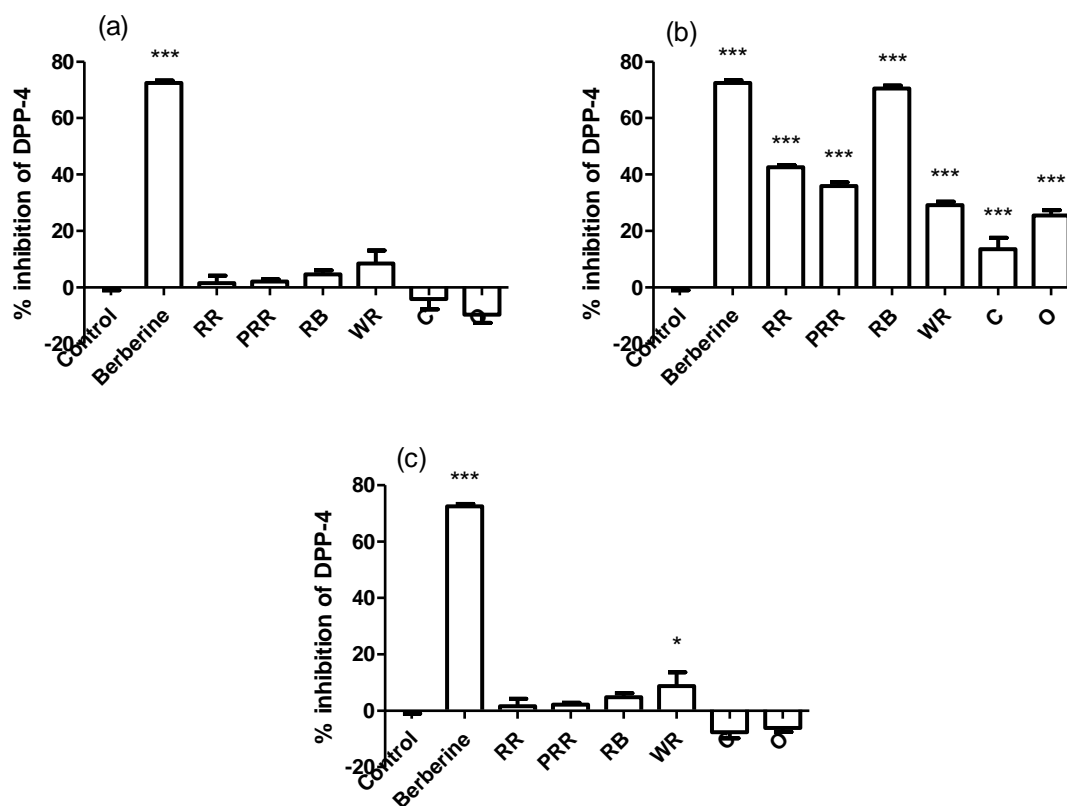 (a)
% inhibition of DPP-4
80
60
40
20
0
-20
***
Control
Berberine
RR
PRR
RB
WR
C
O
(b)
% inhibition of DPP-4
80
60
40
20
0
-20
***
***
***
***
***
***
***
Control
Berberine
RR
PRR
RB
WR
C
O
(c)
% inhibition of DPP-4
80
60
40
20
0
-20
***
*
Control
Berberine
RR
PRR
RB
WR
C
O